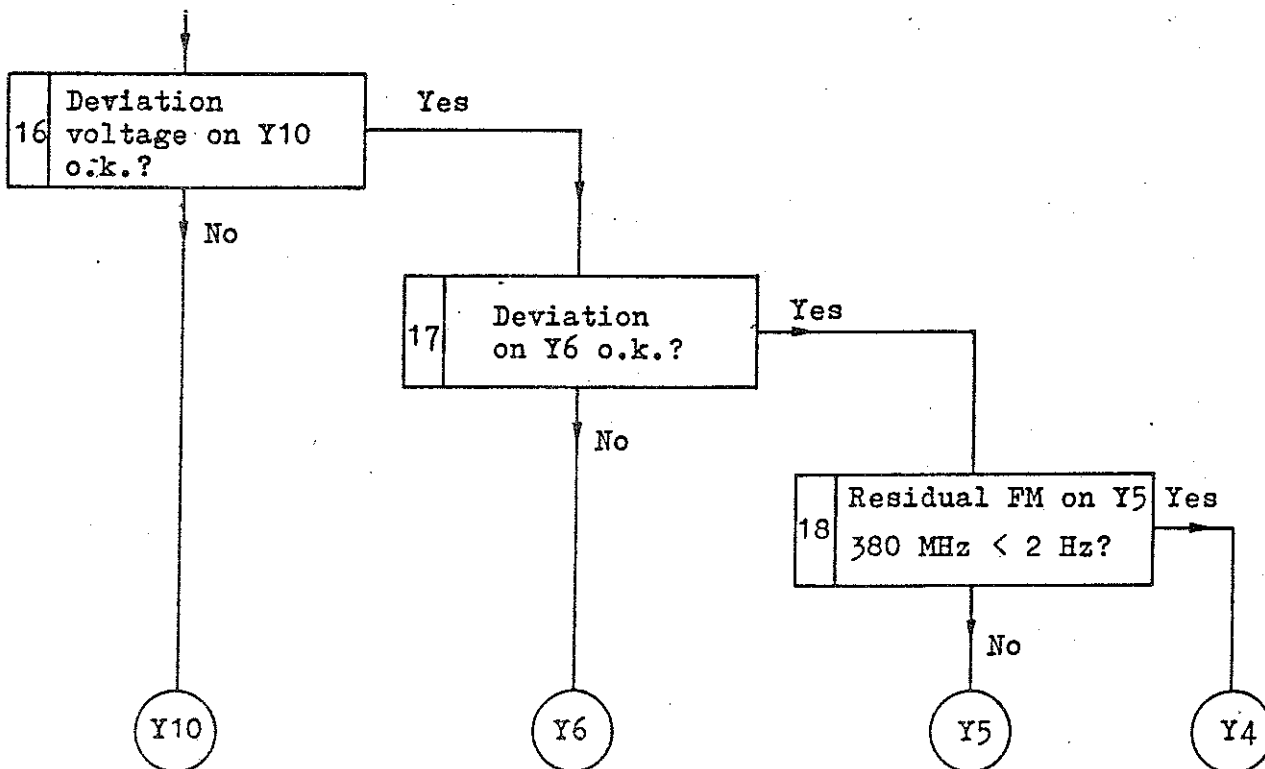 16
Deviation
voltage on Y10
o.k.?
Yes
No
17
Deviation
on Y6 o.k.?
Yes
No
18
Residual FM on Y5
380 MHz < 2 Hz?
Yes
No
Y10
Y6
Y5
Y4